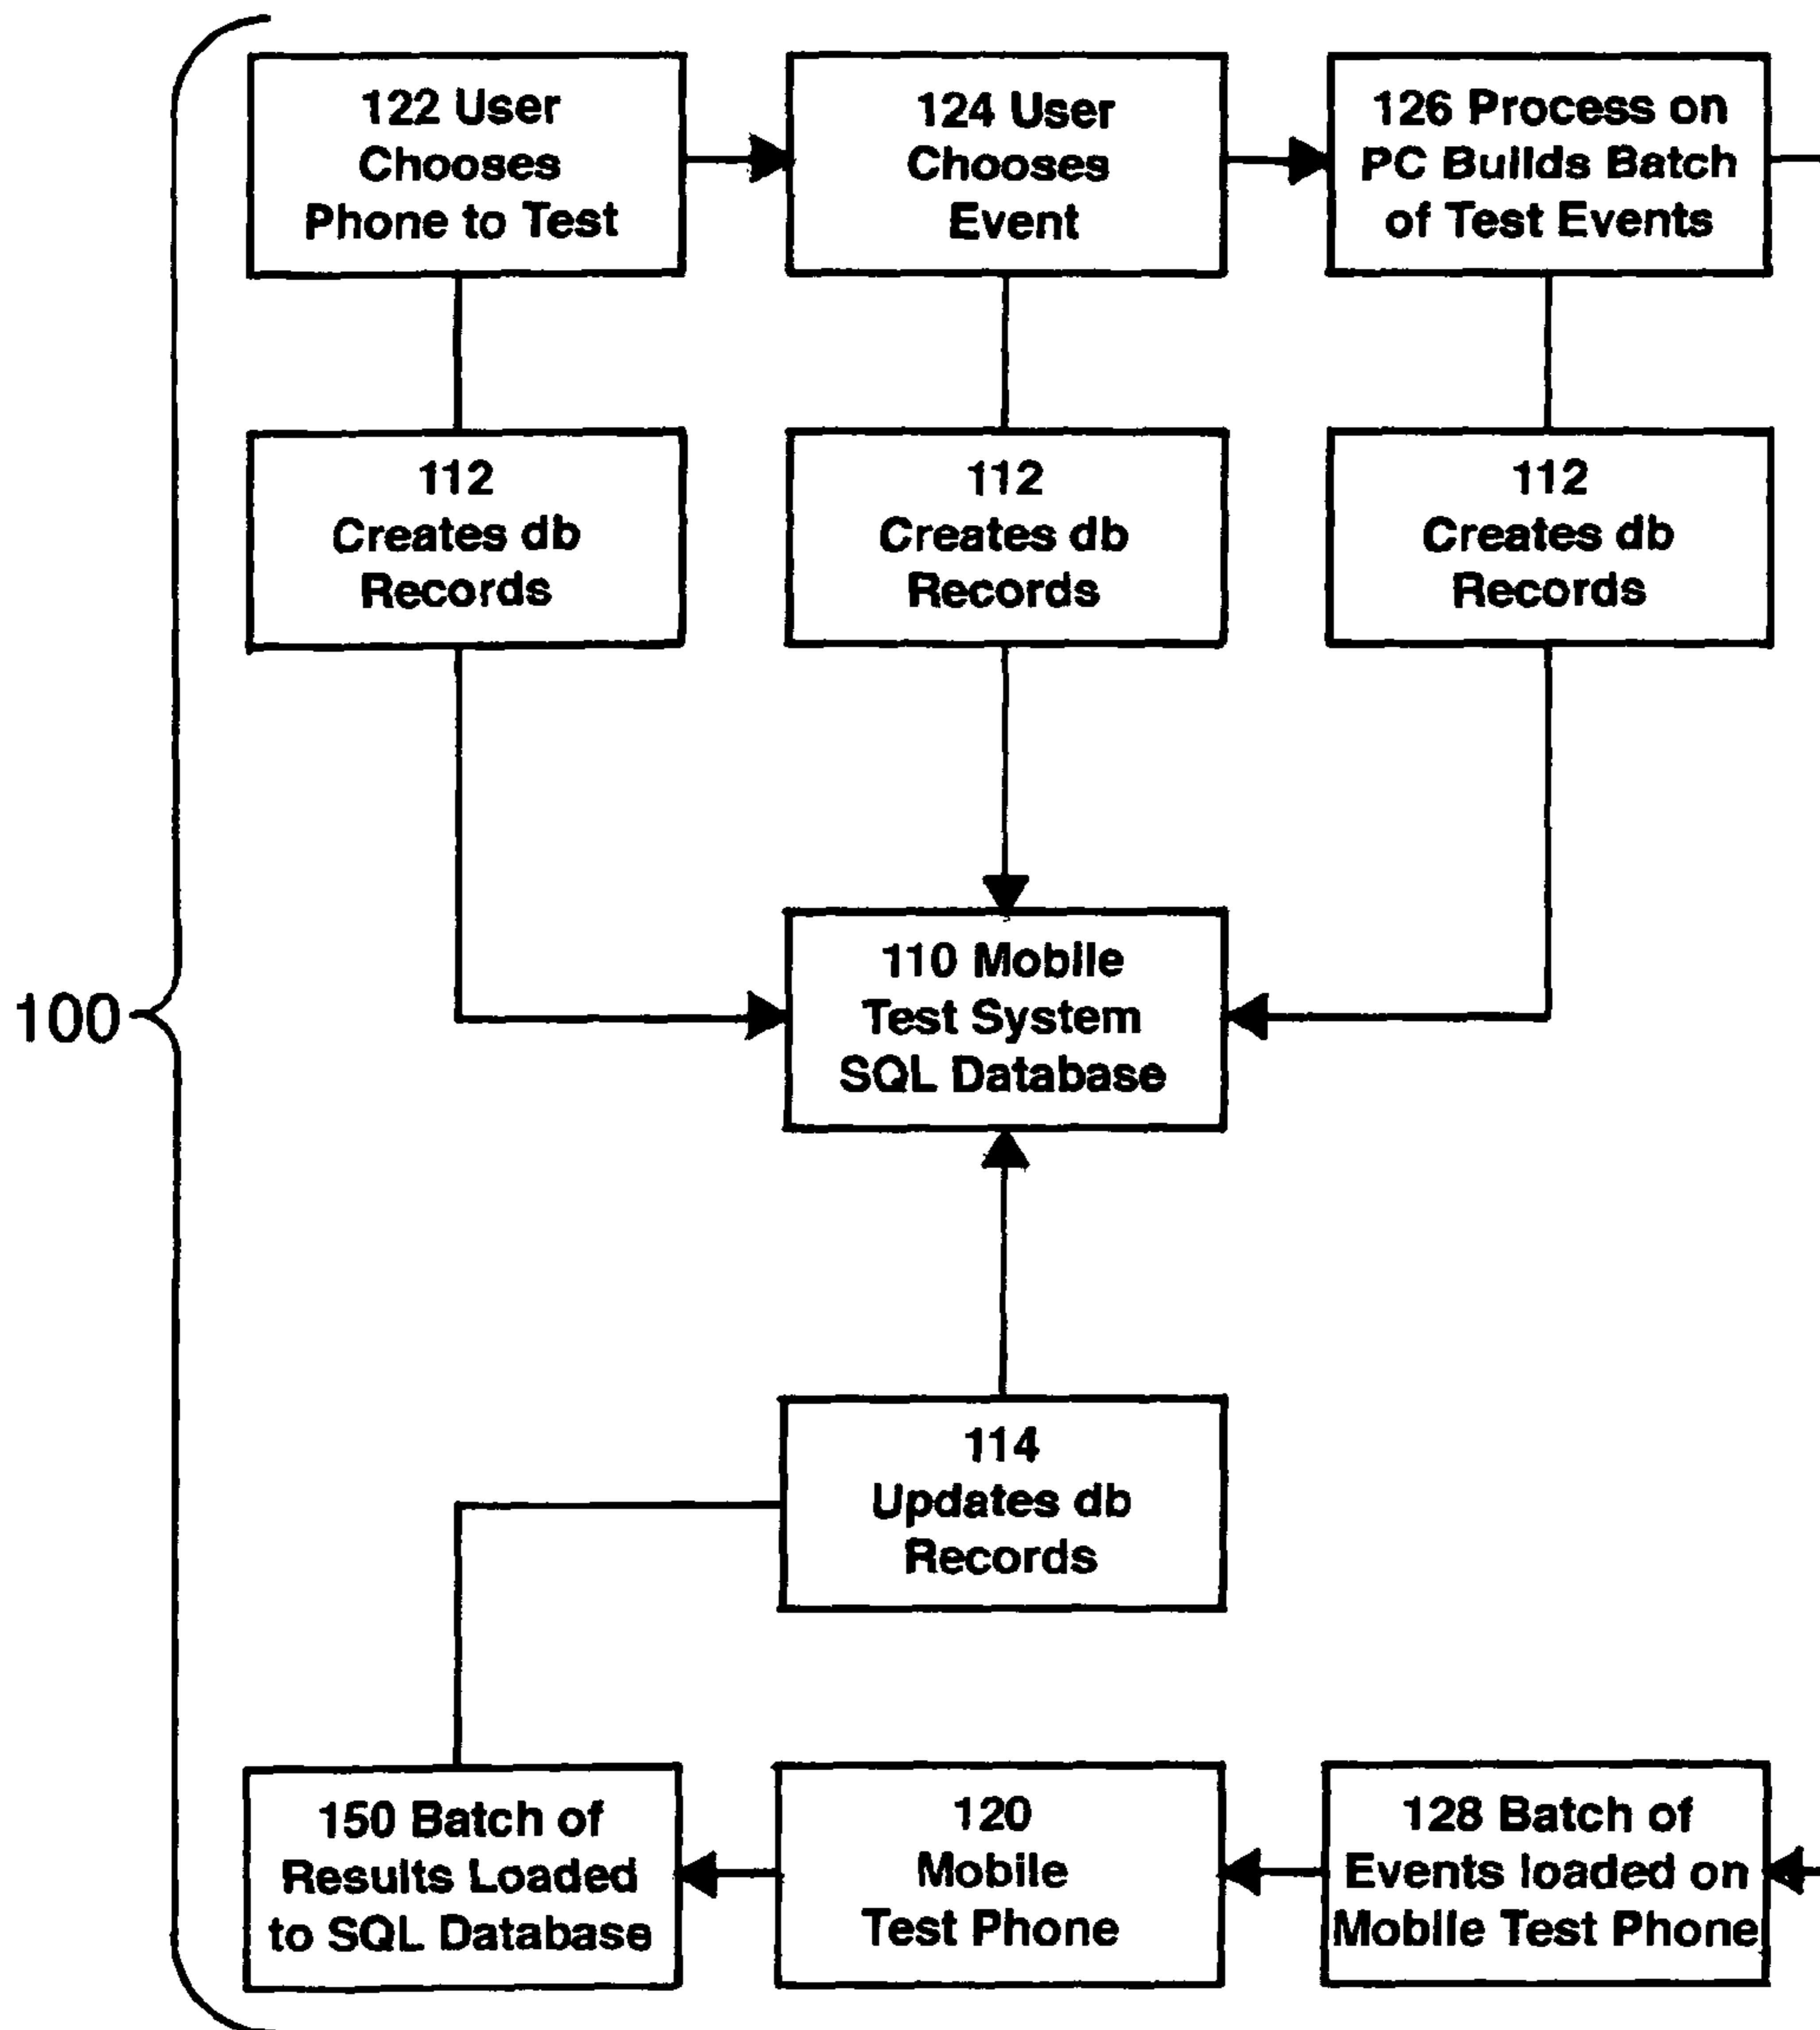 122 User
Chooses
Phone to Test
124 User
Chooses
Event
126 Process on
PC Builds Batch
of Test Events
112
Creates db
Records
112
Creates db
Records
112
Creates db
Records
100
110 Mobile
Test System
SQL Database
114
Updates db
Records
150 Batch of
Results Loaded
to SQL Database
120
Mobile
Test Phone
128 Batch of
Events loaded on
Mobile Test Phone